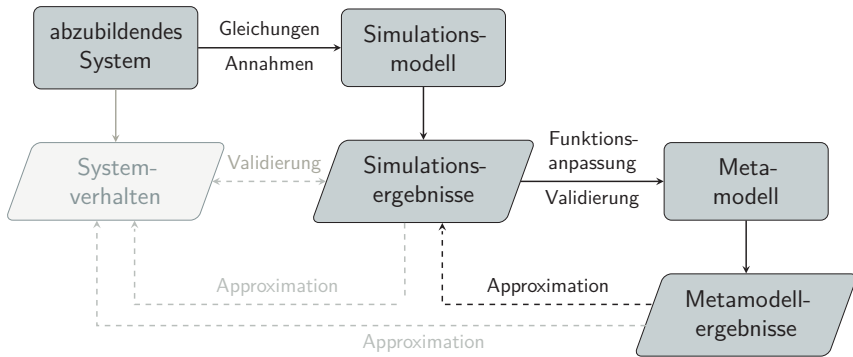 abzubildendes
System
Gleichungen
Annahmen
Simulations-
modell
System-
verhalten
Validierung
Simulations-
ergebnisse
Funktions-
anpassung
Validierung
Meta-
modell
Approximation
Approximation
Metamodell-
ergebnisse
Approximation